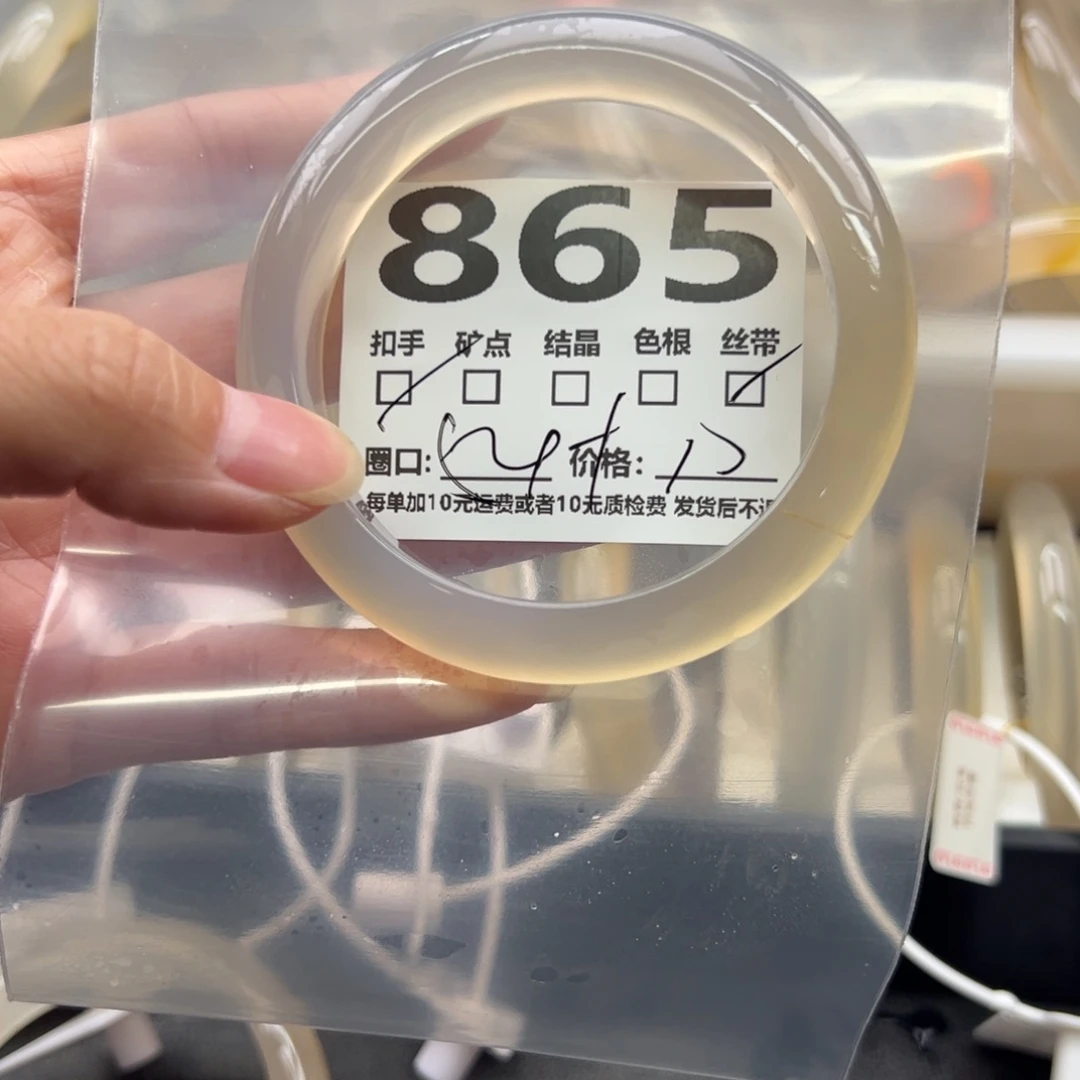 865
扣手 矿点 结晶 色根 丝带
圈口: 价格:
每单加10元运费或者10元质检费 发货后不退